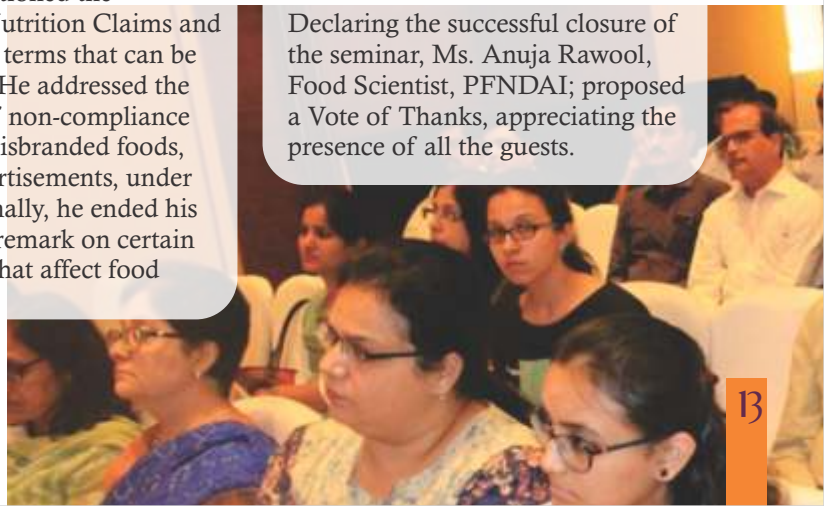 Nutrition Claims and
terms that can be
He addressed the
non-compliance
isbranded foods,
rtisements, under
nally, he ended his
remark on certain
hat affect food
Declaring the successful closure of
the seminar, Ms. Anuja Rawool,
Food Scientist, PFNDAI; proposed
a Vote of Thanks, appreciating the
presence of all the guests.
13